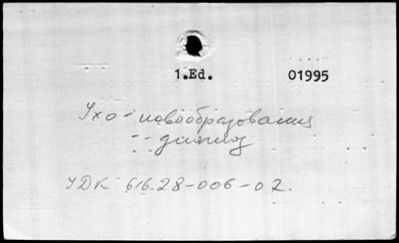 1.Ed. 01995
Ухо - новообразования
- " - диагноз
УДК 616.28-006-07.